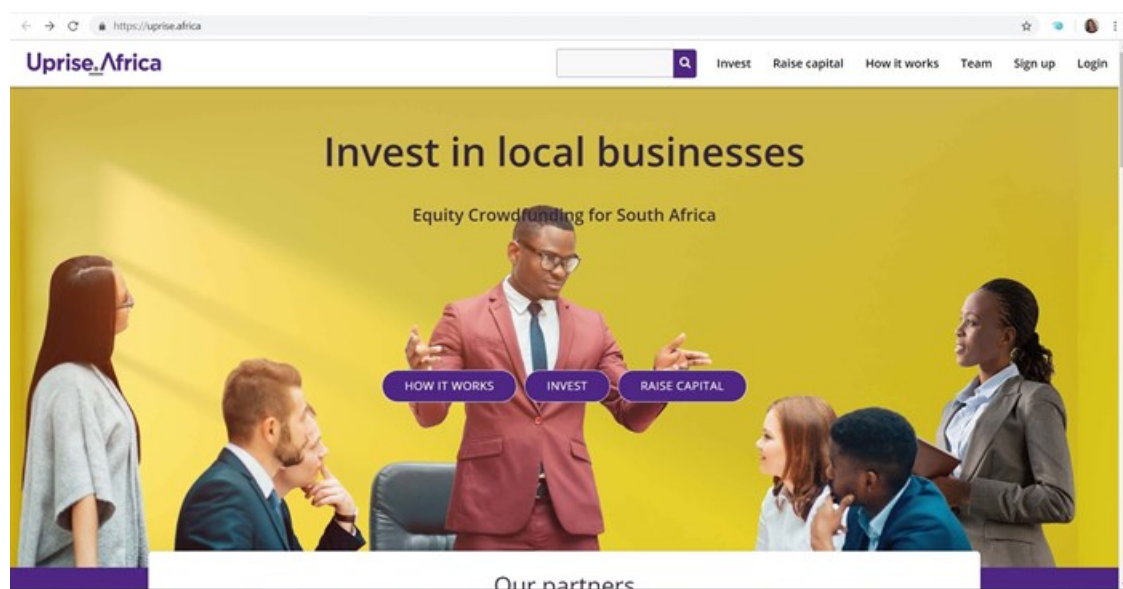 https://uprise.africa
Uprise.Africa
Invest Raise capital How it works Team Sign up Login
Invest in local businesses
Equity Crowdfunding for South Africa
HOW IT WORKS INVEST RAISE CAPITAL
Our partners